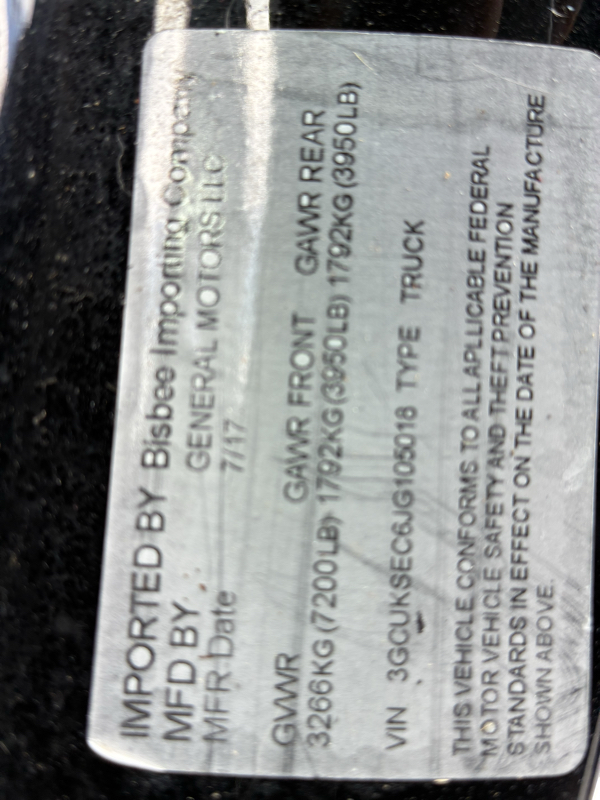 IMPORTED BY Bisbee Importing Company
MFD BY GENERAL MOTORS LLC
MFR Date 7/17
GVWR GAWR FRONT GAWR REAR
3266KG (7200LB) 1792KG (3950LB) 1792KG (3950LB)
VIN 3GCUKSEC6JG105018 TYPE TRUCK
THIS VEHICLE CONFORMS TO ALL APLLICABLE FEDERAL
MOTOR VEHICLE SAFETY AND THEFT PREVENTION
STANDARDS IN EFFECT ON THE DATE OF THE MANUFACTURE
SHOWN ABOVE.